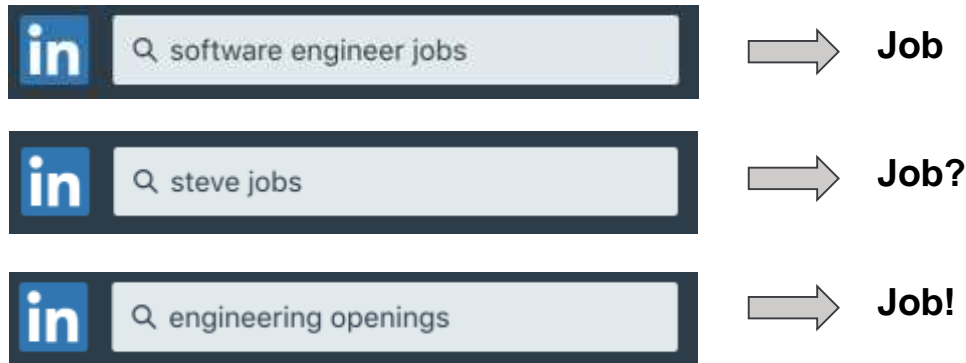 in software engineer jobs Job
in steve jobs Job?
in engineering openings Job!